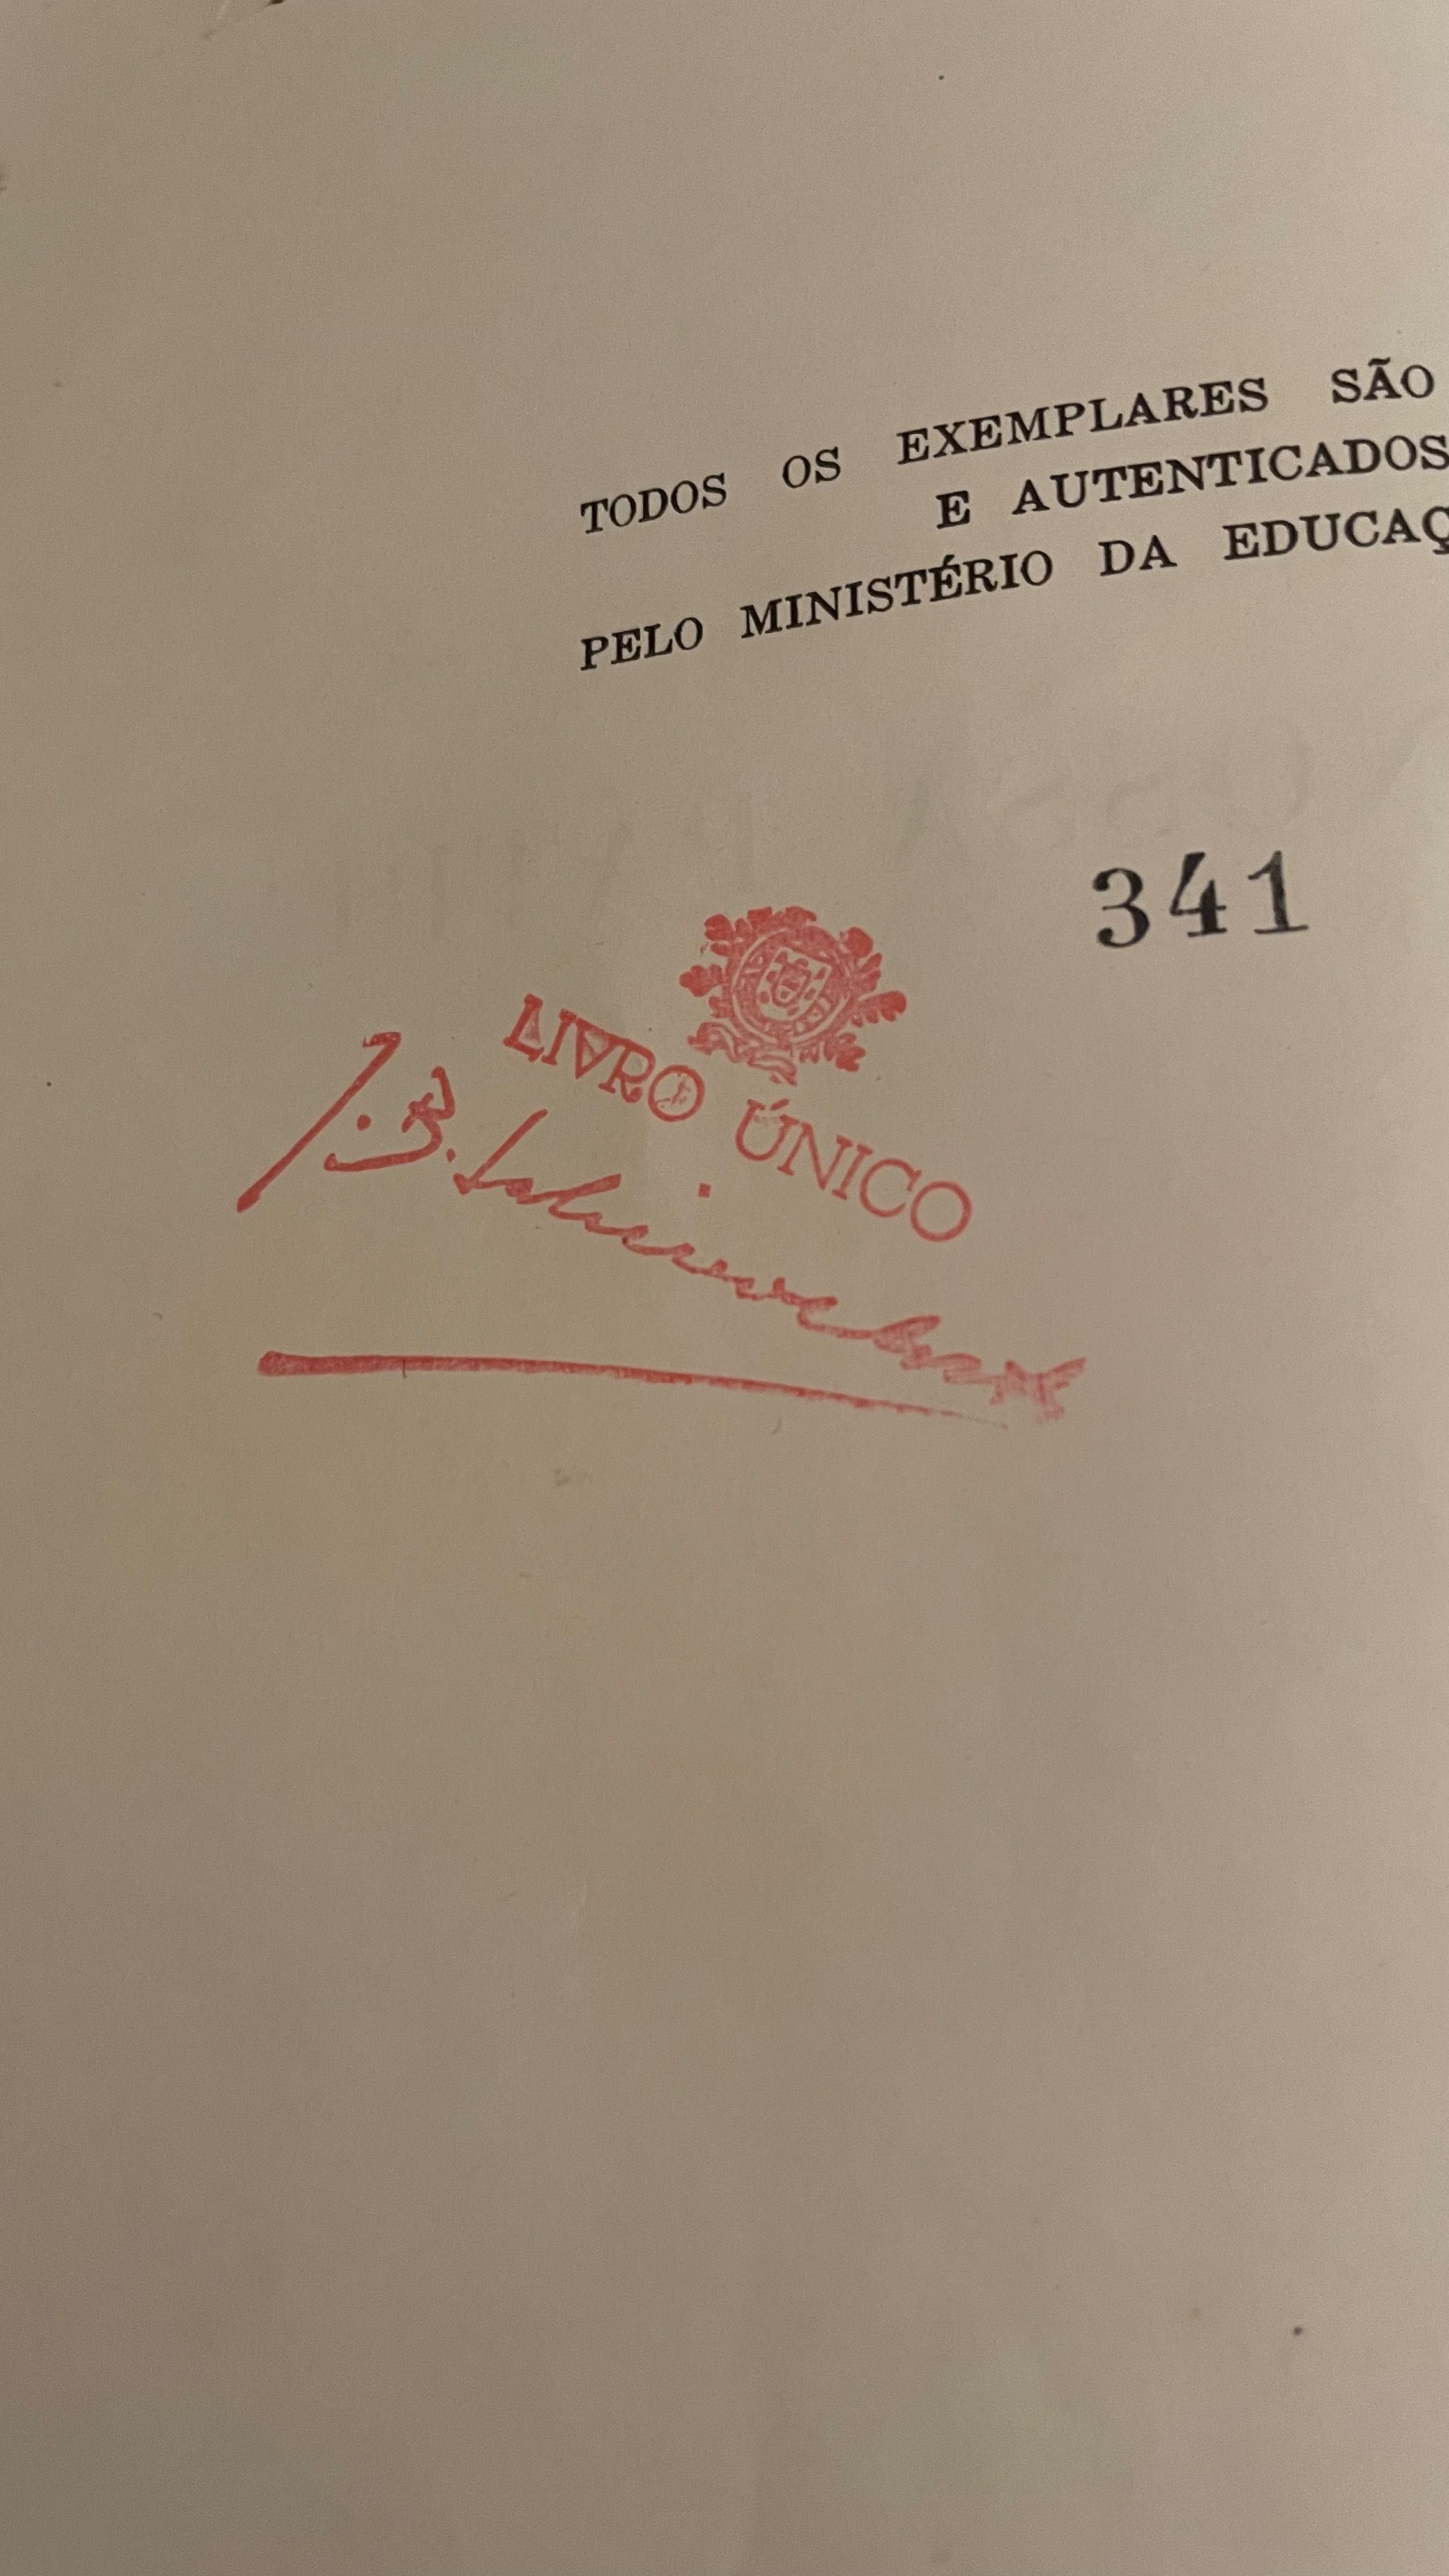 TODOS OS EXEMPLARES SÃO
E AUTENTICADOS
PELO MINISTÉRIO DA EDUCAÇ
341
LIVRO ÚNICO
J.B.